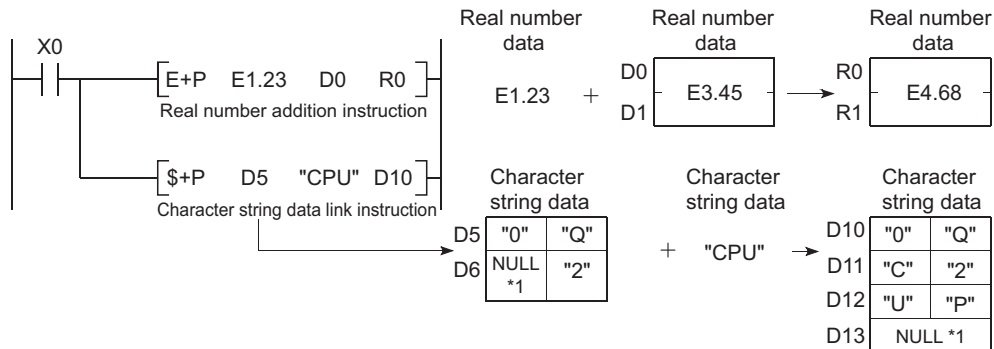 X0
E+P E1.23 D0 R0
Real number addition instruction
Real number
data
E1.23 +
Real number
data
D0
D1
E3.45
Real number
data
R0
R1
E4.68
$+P D5 "CPU" D10
Character string data link instruction
Character
string data
D5 "0" "Q"
D6 NULL
*1 "2"
Character
string data
+ "CPU"
Character
string data
D10 "0" "Q"
D11 "C" "2"
D12 "U" "P"
D13 NULL *1